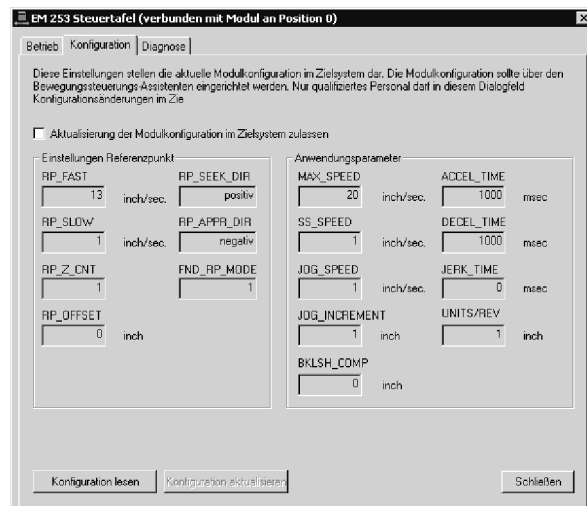 EM 253 Steuertafel (verbunden mit Modul an Position 0)
Betrieb Konfiguration Diagnose
Diese Einstellungen stellen die aktuelle Modulkonfiguration im Zielsystem dar. Die Modulkonfiguration sollte über den
Bewegungssteuerungs-Assistenten eingerichtet werden. Nur qualifiziertes Personal darf in diesem Dialogfeld
Konfigurationsänderungen im Zie
Aktualisierung der Modulkonfiguration im Zielsystem zulassen
Einstellungen Referenzpunkt Anwendungsparameter
RP_FAST RP_SEEK_DIR MAX_SPEED ACCEL_TIME
13 inch/sec. positiv 20 inch/sec. 1000 msec
RP_SLOW RP_APPR_DIR SS_SPEED DECEL_TIME
1 inch/sec. negativ 1 inch/sec. 1000 msec
RP_Z_CNT FND_RP_MODE JOG_SPEED JERK_TIME
1 1 1 inch/sec. 0 msec
RP_OFFSET JOG_INCREMENT UNITS/REV
0 inch 1 inch 1 inch
BKLSH_COMP
0 inch
Konfiguration lesen Konfiguration aktualisieren Schließen